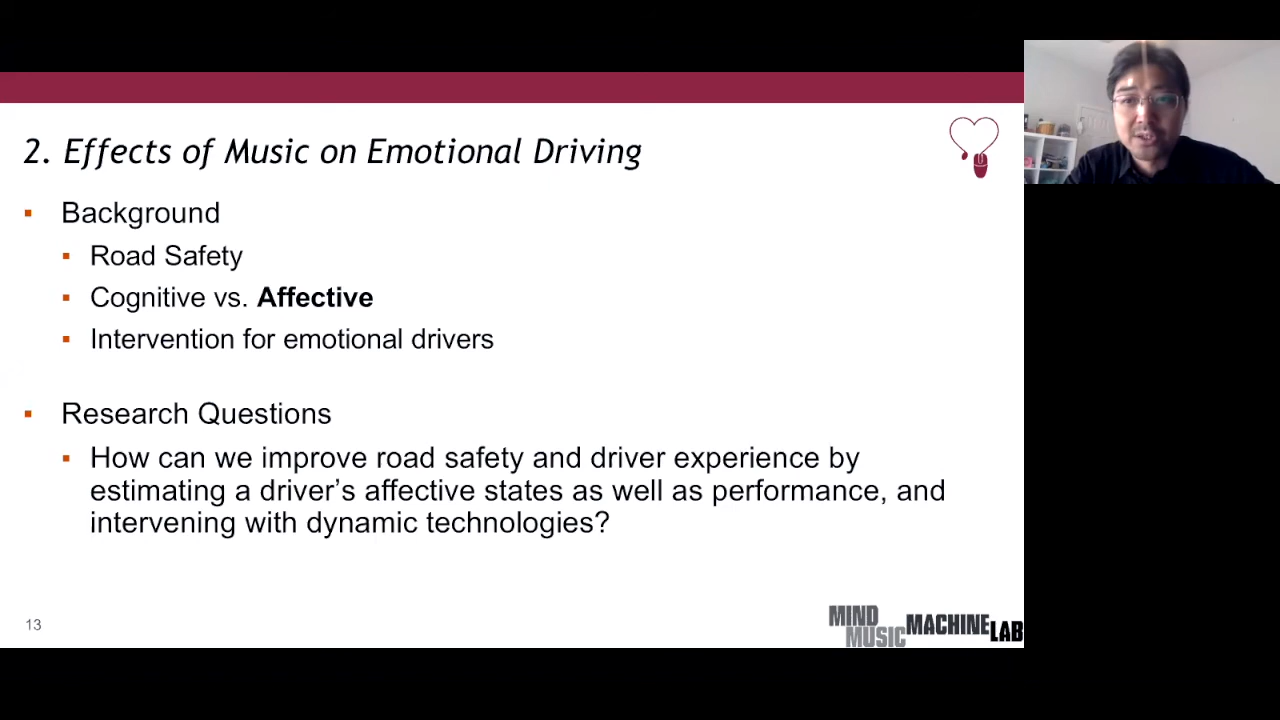 2. Effects of Music on Emotional Driving
Background
Road Safety
Cognitive vs. Affective
Intervention for emotional drivers
Research Questions
How can we improve road safety and driver experience by
estimating a driver’s affective states as well as performance, and
intervening with dynamic technologies?
13
MIND
MUSIC MACHINE LAB